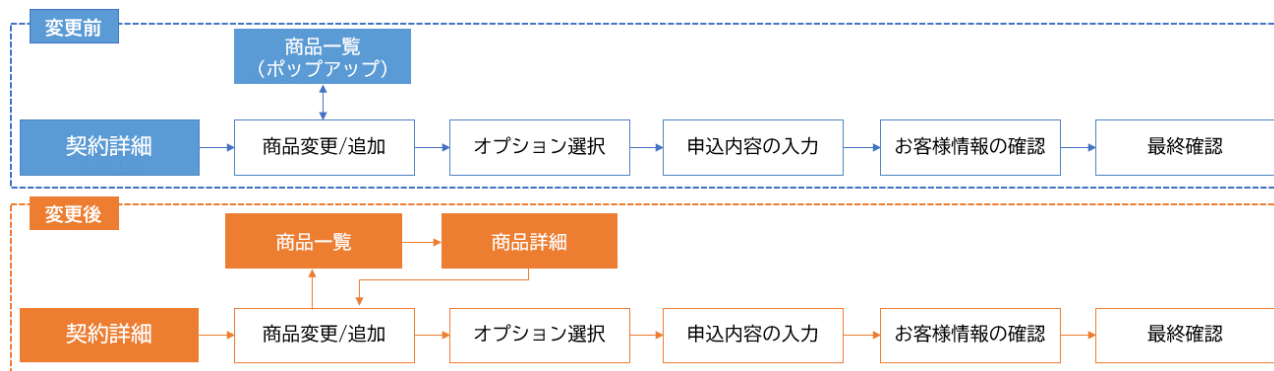 変更前
商品一覧
(ポップアップ)
契約詳細
商品変更/追加
オプション選択
申込内容の入力
お客様情報の確認
最終確認
変更後
商品一覧
商品詳細
契約詳細
商品変更/追加
オプション選択
申込内容の入力
お客様情報の確認
最終確認